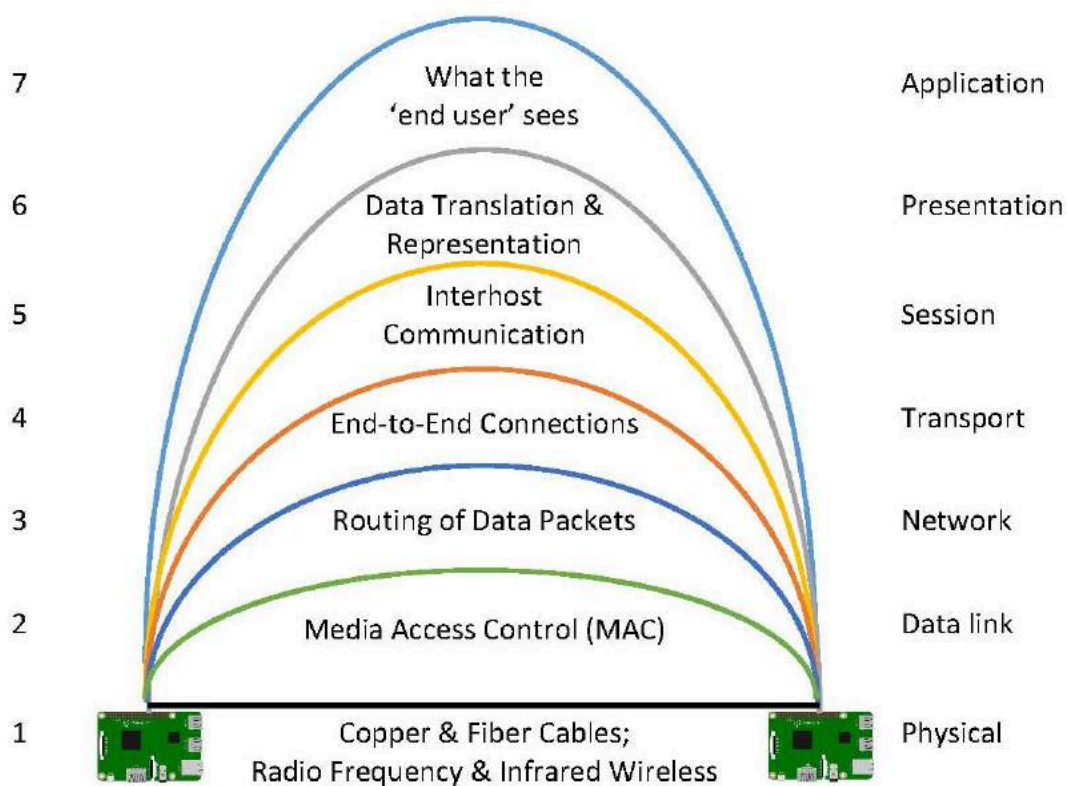 7
What the
‘end user’ sees
Application
6
Data Translation &
Representation
Presentation
5
Interhost
Communication
Session
4
End-to-End Connections
Transport
3
Routing of Data Packets
Network
2
Media Access Control (MAC)
Data link
1
Copper & Fiber Cables;
Radio Frequency & Infrared Wireless
Physical